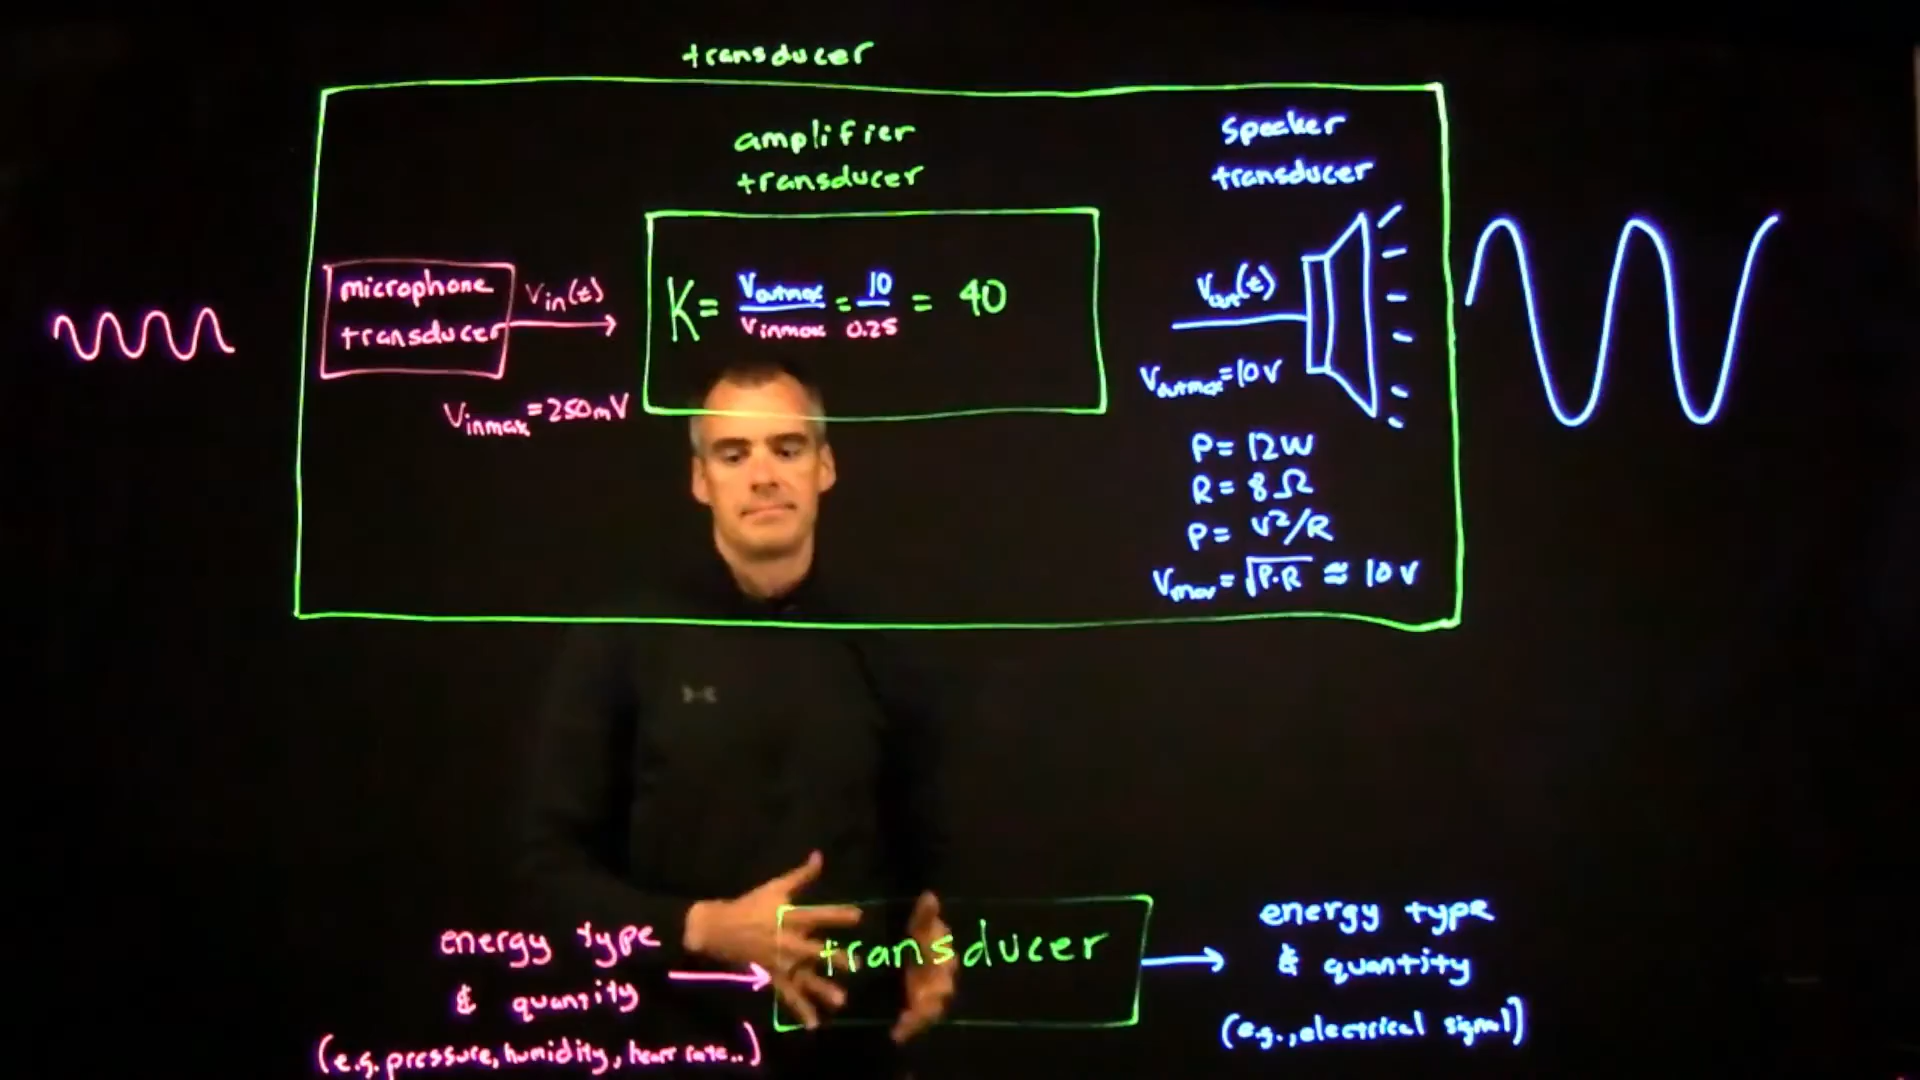 transducer
amplifier
transducer
speaker
transducer
microphone
transducer
Vin(t)
Vinmax = 250mV
K = Voutmax/Vinmax = 10/0.25 = 40
Vout(t)
Voutmax = 10V
P = 12W
R = 8Ω
P = V²/R
Vmax = √P·R ≈ 10V
energy type
& quantity
(e.g. pressure, humidity, heart rate..)
transducer
energy type
& quantity
(e.g., electrical signal)